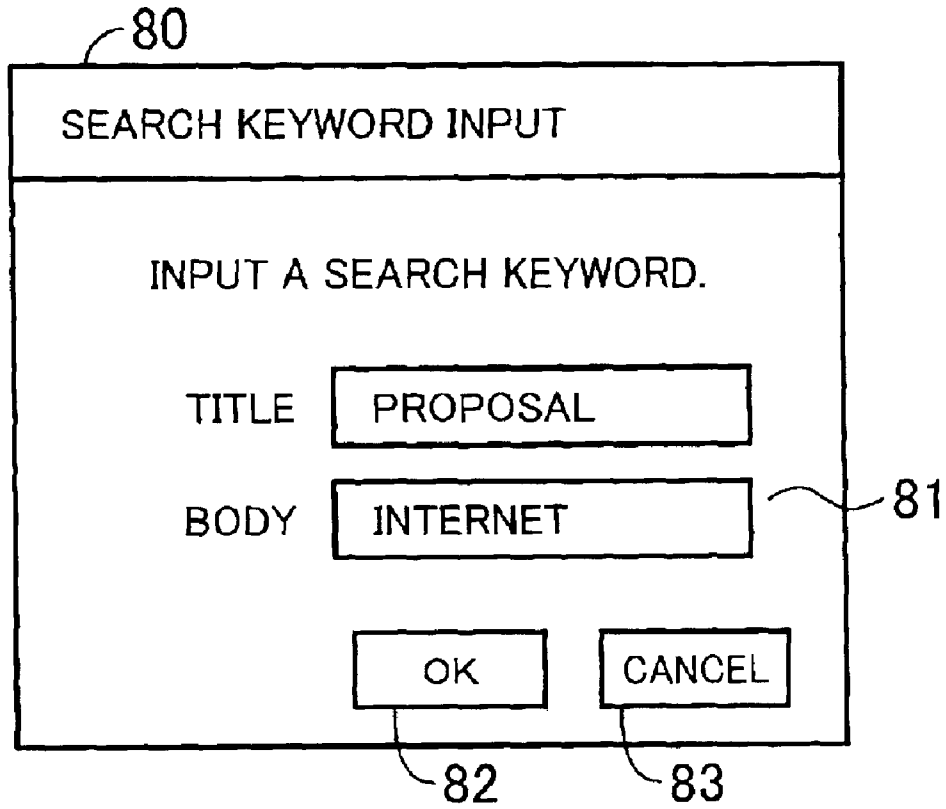 80
SEARCH KEYWORD INPUT
INPUT A SEARCH KEYWORD.
TITLE PROPOSAL
BODY INTERNET
81
OK CANCEL
82 83